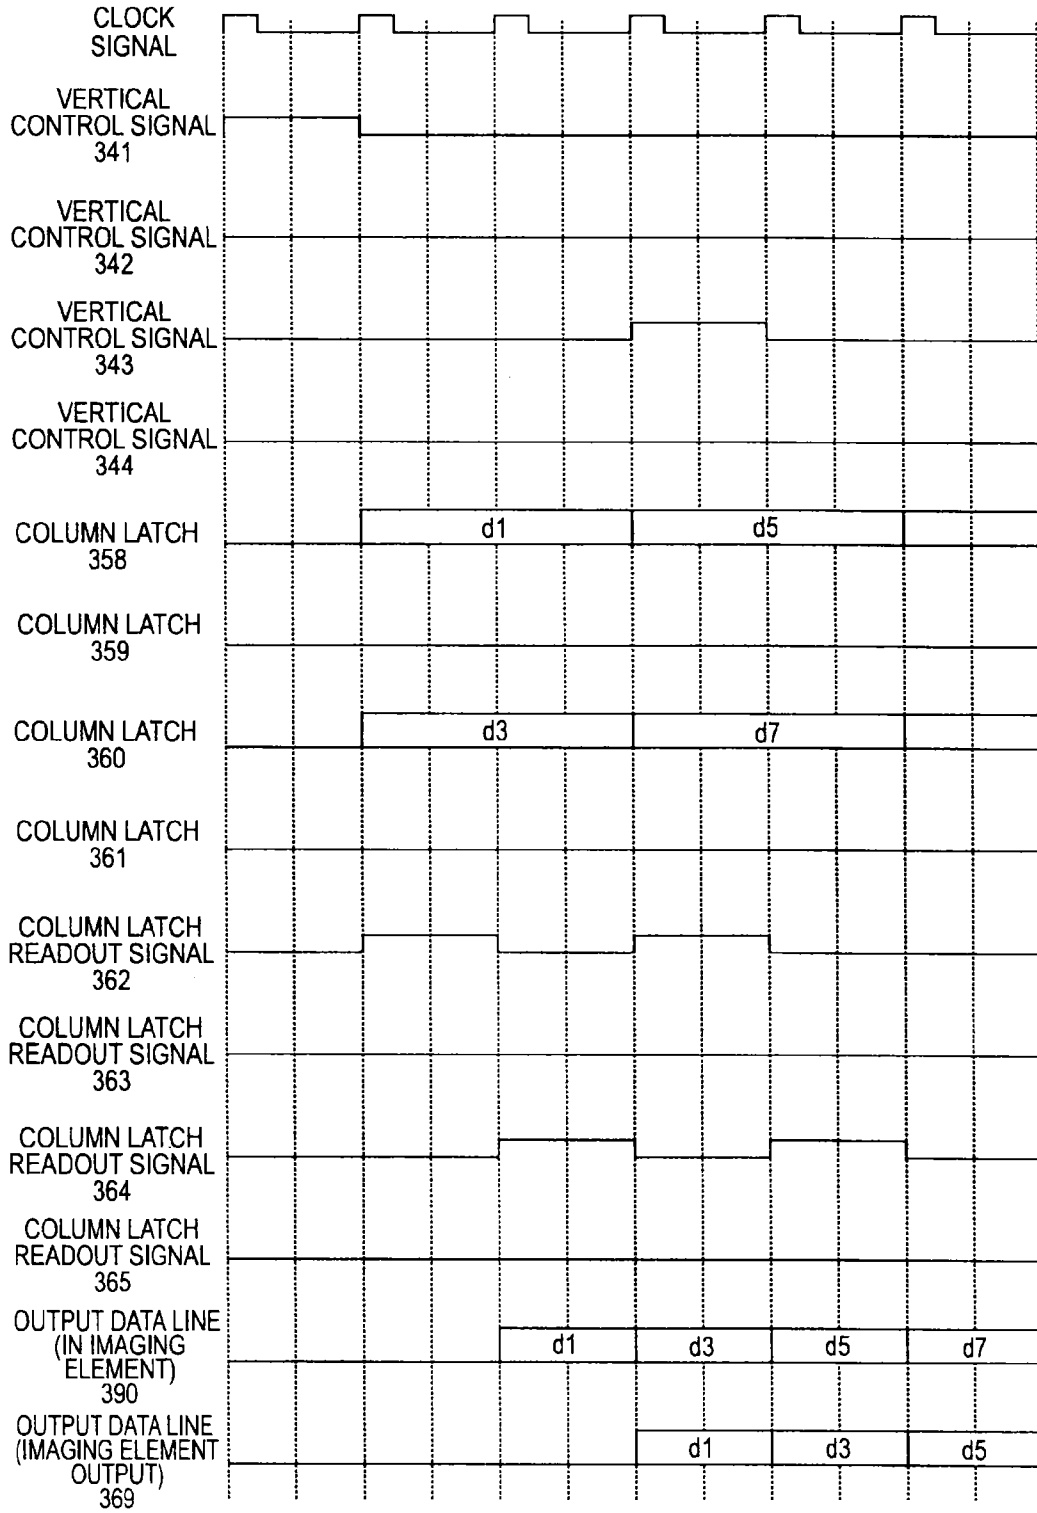 CLOCK
SIGNAL
VERTICAL
CONTROL SIGNAL
341
VERTICAL
CONTROL SIGNAL
342
VERTICAL
CONTROL SIGNAL
343
VERTICAL
CONTROL SIGNAL
344
COLUMN LATCH
358
d1 d5
COLUMN LATCH
359
COLUMN LATCH
360
d3 d7
COLUMN LATCH
361
COLUMN LATCH
READOUT SIGNAL
362
COLUMN LATCH
READOUT SIGNAL
363
COLUMN LATCH
READOUT SIGNAL
364
COLUMN LATCH
READOUT SIGNAL
365
OUTPUT DATA LINE
(IN IMAGING
ELEMENT)
390
d1 d3 d5 d7
OUTPUT DATA LINE
(IMAGING ELEMENT
OUTPUT)
369
d1 d3 d5